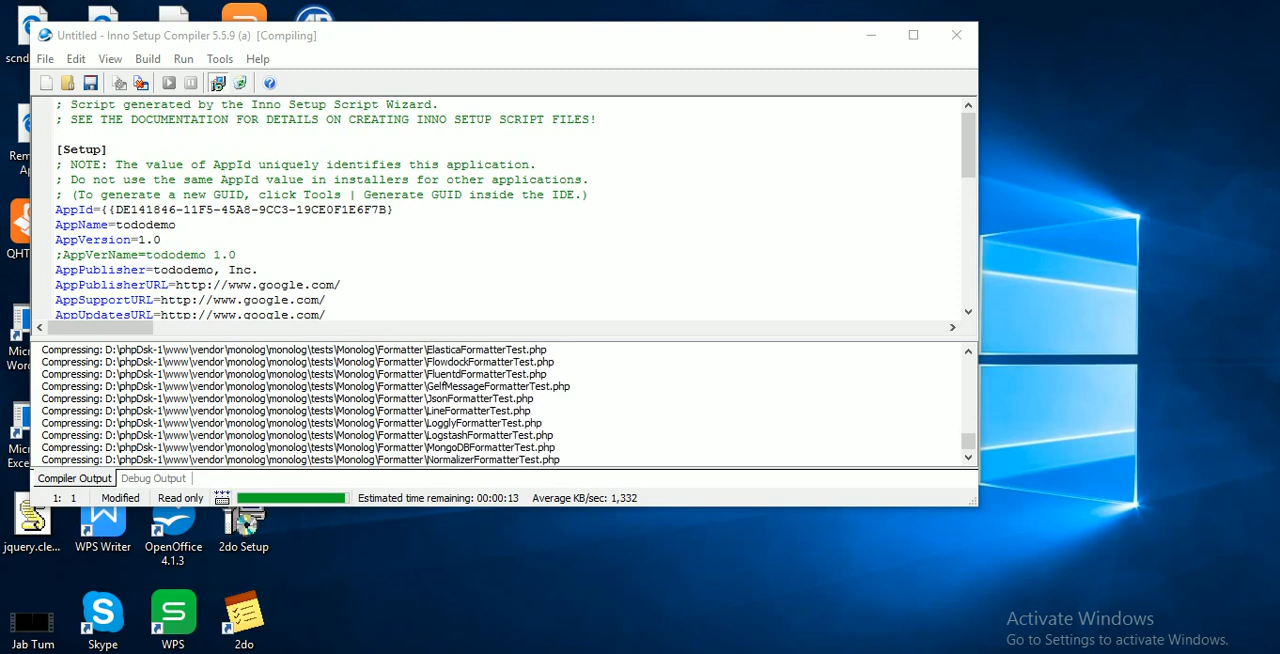 Untitled - Inno Setup Compiler 5.5.9 (a) [Compiling]
File Edit View Build Run Tools Help
; Script generated by the Inno Setup Script Wizard.
; SEE THE DOCUMENTATION FOR DETAILS ON CREATING INNO SETUP SCRIPT FILES!
[Setup]
; NOTE: The value of AppId uniquely identifies this application.
; Do not use the same AppId value in installers for other applications.
; (To generate a new GUID, click Tools | Generate GUID inside the IDE.)
AppId={{DE141846-11F5-45A8-9CC3-19CE0F1E6F7B}
AppName=tododemo
AppVersion=1.0
;AppVerName=tododemo 1.0
AppPublisher=tododemo, Inc.
AppPublisherURL=http://www.google.com/
AppSupportURL=http://www.google.com/
AppUpdatesURL=http://www.google.com/
Compressing: D:\phpDsk-1\www\vendor\monolog\monolog\tests\Monolog\Formatter\ElasticaFormatterTest.php
Compressing: D:\phpDsk-1\www\vendor\monolog\monolog\tests\Monolog\Formatter\FlowdockFormatterTest.php
Compressing: D:\phpDsk-1\www\vendor\monolog\monolog\tests\Monolog\Formatter\FluentdFormatterTest.php
Compressing: D:\phpDsk-1\www\vendor\monolog\monolog\tests\Monolog\Formatter\GelfMessageFormatterTest.php
Compressing: D:\phpDsk-1\www\vendor\monolog\monolog\tests\Monolog\Formatter\JsonFormatterTest.php
Compressing: D:\phpDsk-1\www\vendor\monolog\monolog\tests\Monolog\Formatter\LineFormatterTest.php
Compressing: D:\phpDsk-1\www\vendor\monolog\monolog\tests\Monolog\Formatter\LogglyFormatterTest.php
Compressing: D:\phpDsk-1\www\vendor\monolog\monolog\tests\Monolog\Formatter\LogstashFormatterTest.php
Compressing: D:\phpDsk-1\www\vendor\monolog\monolog\tests\Monolog\Formatter\MongoDBFormatterTest.php
Compressing: D:\phpDsk-1\www\vendor\monolog\monolog\tests\Monolog\Formatter\NormalizerFormatterTest.php
Compiler Output Debug Output
1: 1 Modified Read only Estimated time remaining: 00:00:13 Average KB/sec: 1,332
scnd
Rem
Ap
QHT
Micr
Word
Micr
Exce
jquery.cle... WPS Writer OpenOffice 4.1.3 2do Setup
Jab Tum Skype WPS 2do
Activate Windows
Go to Settings to activate Windows.